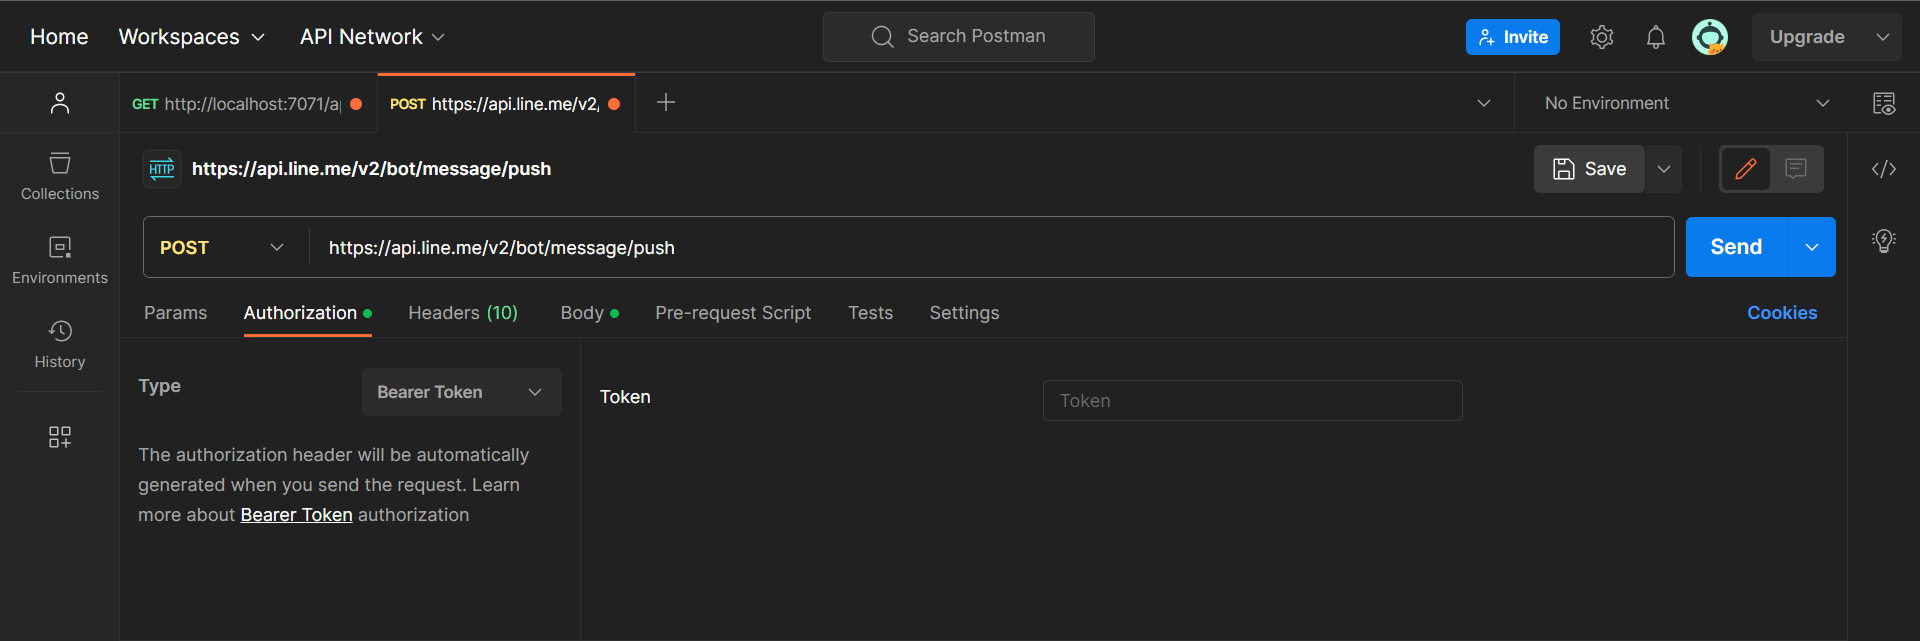 Home Workspaces API Network Search Postman Invite Upgrade
GET http://localhost:7071/a POST https://api.line.me/v2/ No Environment
HTTP https://api.line.me/v2/bot/message/push Save
Collections
POST https://api.line.me/v2/bot/message/push Send
Environments
Params Authorization Headers (10) Body Pre-request Script Tests Settings Cookies
History
Type Bearer Token Token Token
The authorization header will be automatically
generated when you send the request. Learn
more about Bearer Token authorization